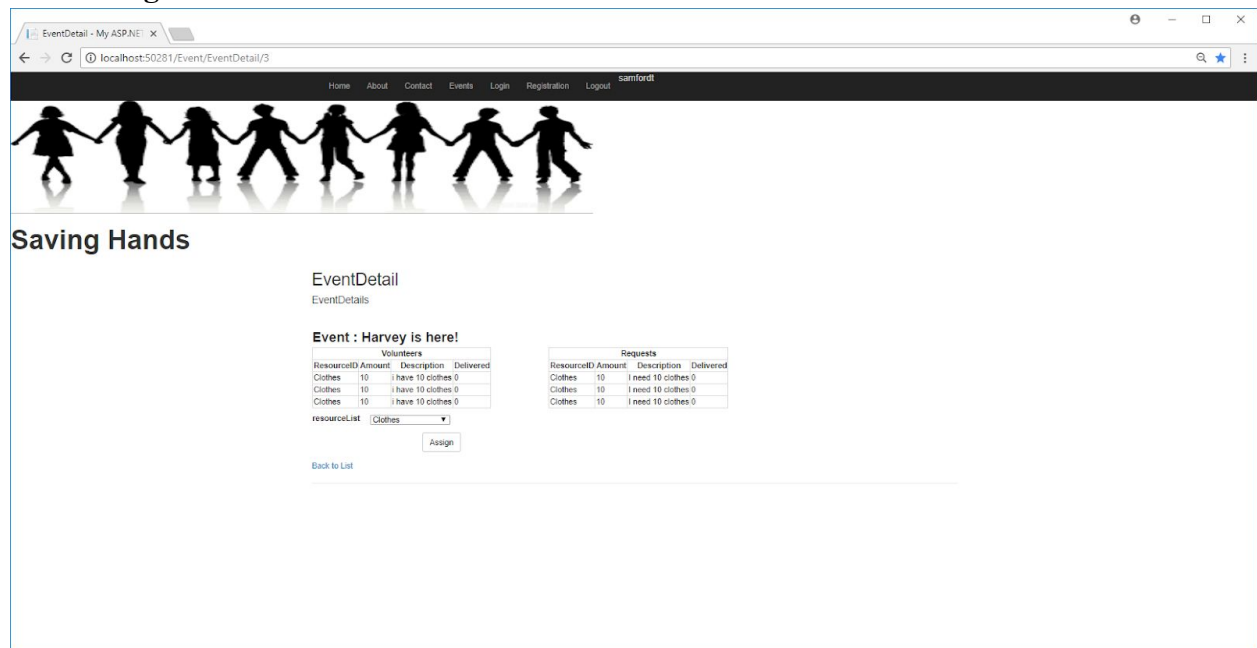 EventDetail - My ASP.NE
localhost:50281/Event/EventDetail/3
Home About Contact Events Login Registration Logout samfordt
Saving Hands
EventDetail
EventDetails
Event : Harvey is here!
Volunteers
ResourceID Amount Description Delivered
Clothes 10 i have 10 clothes 0
Clothes 10 i have 10 clothes 0
Clothes 10 i have 10 clothes 0
Requests
ResourceID Amount Description Delivered
Clothes 10 I need 10 clothes 0
Clothes 10 I need 10 clothes 0
Clothes 10 I need 10 clothes 0
resourceList Clothes
Assign
Back to List